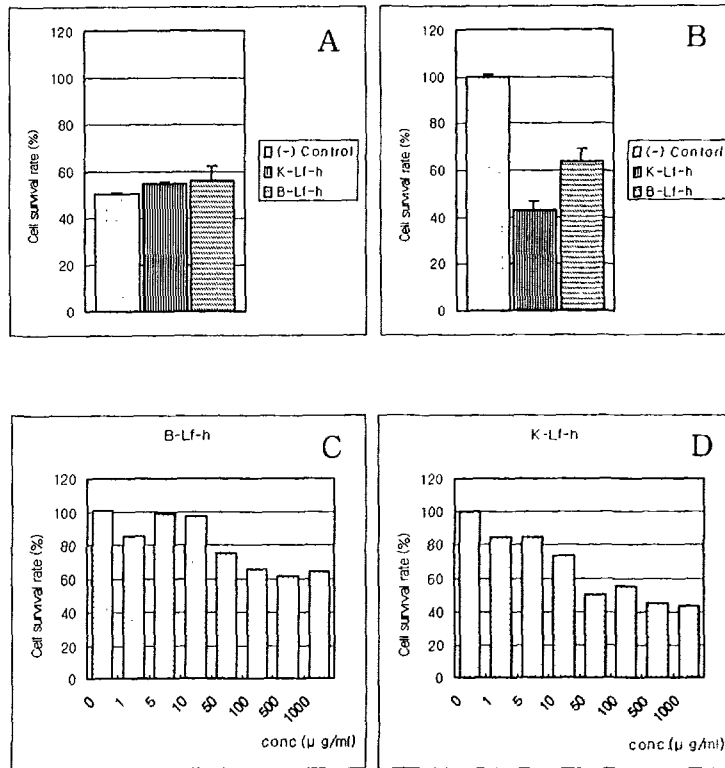 A
120
100
80
60
40
20
0
Cell survival rate (%)
(-) Control
K-Lf-h
B-Lf-h
B
120
100
80
60
40
20
0
Cell survival rate (%)
(-) Contorl
K-Lf-h
B-Lf-h
B-Lf-h
C
120
100
80
60
40
20
0
Cell survival rate (%)
0 1 5 10 50 100 500 1000
conc (μ g/ml)
K-Lf-h
D
120
100
80
60
40
20
0
Cell survival rate (%)
0 1 5 10 50 100 500 1000
conc.(μ g/ml)